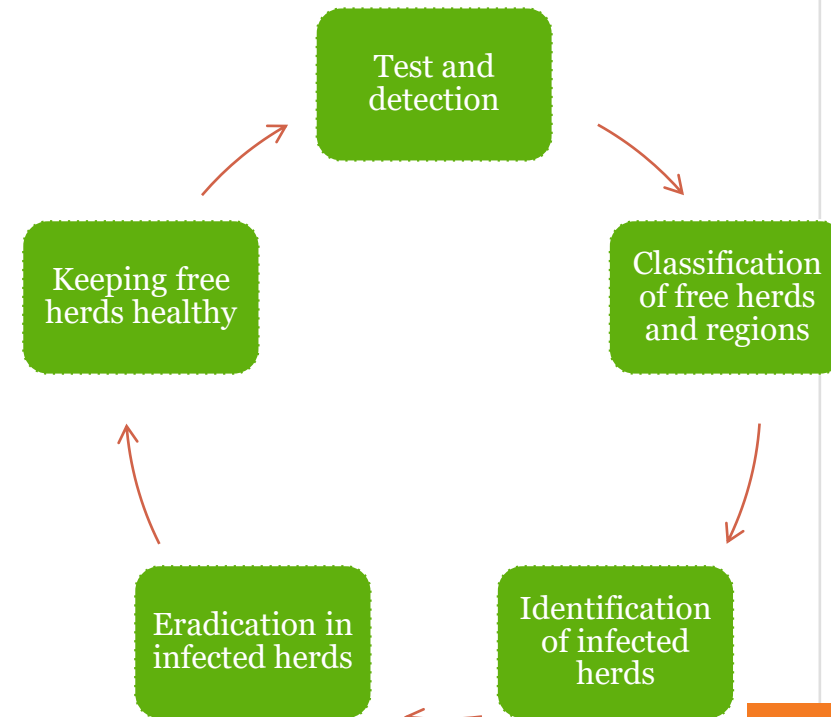 Test and
detection
Classification
of free herds
and regions
Identification
of infected
herds
Eradication in
infected herds
Keeping free
herds healthy